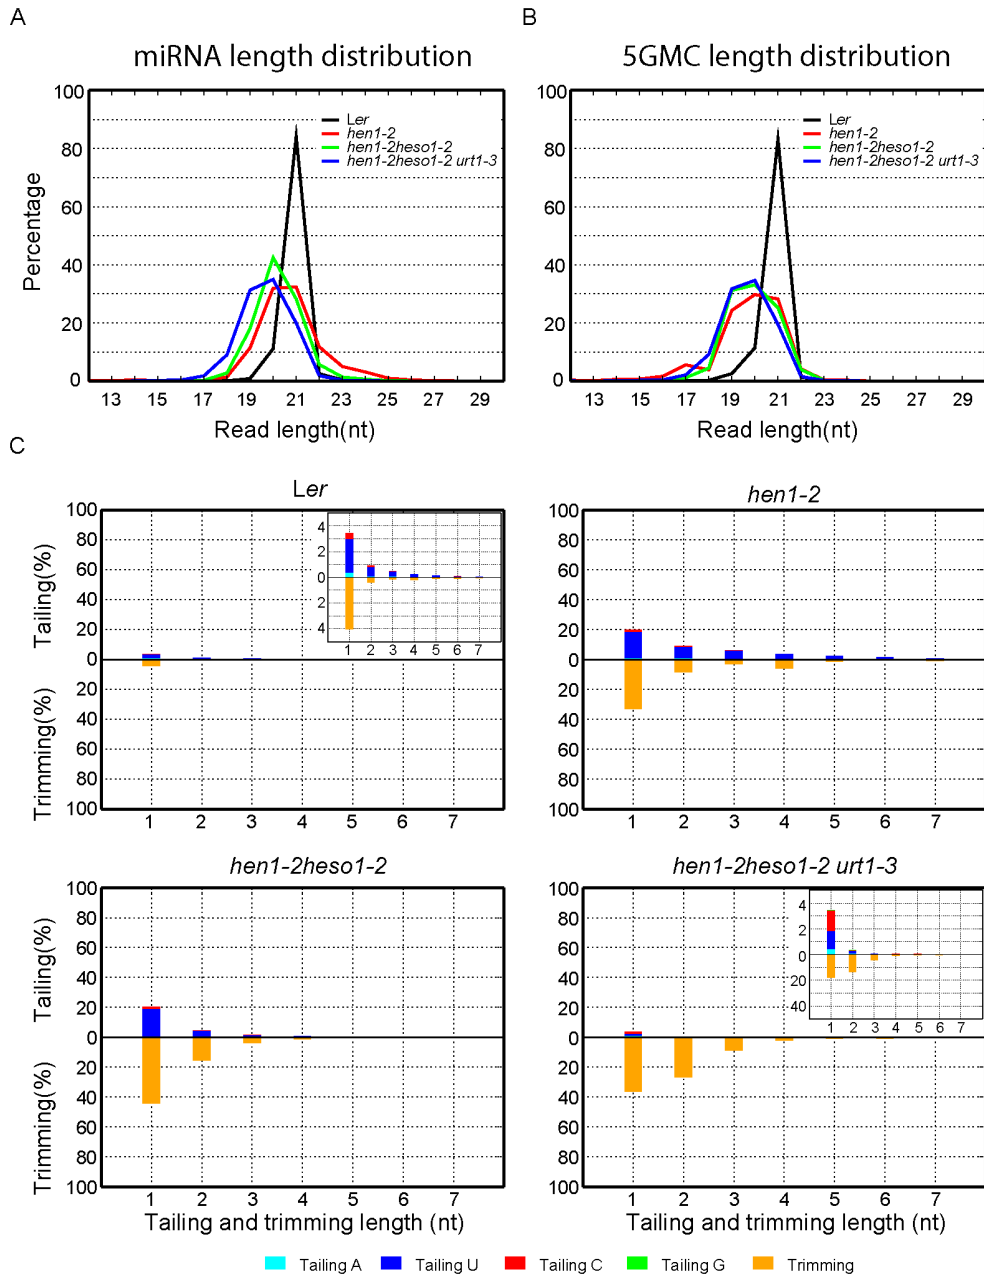 A
B
miRNA length distribution
5GMC length distribution
Percentage
100
80
60
40
20
0
Ler
hen1-2
hen1-2heso1-2
hen1-2heso1-2 urt1-3
13 15 17 19 21 23 25 27 29
Read length(nt)
100
80
60
40
20
0
Ler
hen1-2
hen1-2heso1-2
hen1-2heso1-2 urt1-3
13 15 17 19 21 23 25 27 29
Read length(nt)
C
Ler
Tailing(%)
Trimming(%)
100
80
60
40
20
0
20
40
60
80
100
4
2
0
2
4
1 2 3 4 5 6 7
1 2 3 4 5 6 7
hen1-2
100
80
60
40
20
0
20
40
60
80
100
1 2 3 4 5 6 7
hen1-2heso1-2
Tailing(%)
Trimming(%)
100
80
60
40
20
0
20
40
60
80
100
1 2 3 4 5 6 7
Tailing and trimming length (nt)
hen1-2heso1-2 urt1-3
100
80
60
40
20
0
20
40
60
80
100
4
2
0
20
40
1 2 3 4 5 6 7
1 2 3 4 5 6 7
Tailing and trimming length (nt)
Tailing A Tailing U Tailing C Tailing G Trimming